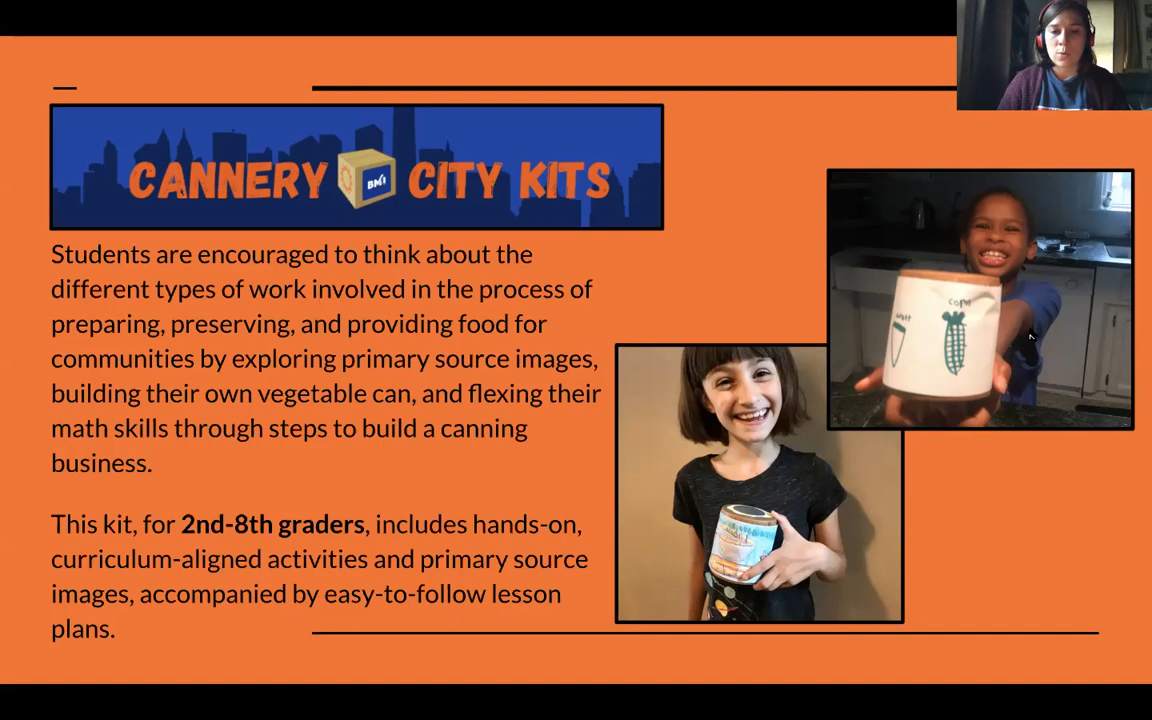 CANNERY BMI CITY KITS
Students are encouraged to think about the
different types of work involved in the process of
preparing, preserving, and providing food for
communities by exploring primary source images,
building their own vegetable can, and flexing their
math skills through steps to build a canning
business.
This kit, for 2nd-8th graders, includes hands-on,
curriculum-aligned activities and primary source
images, accompanied by easy-to-follow lesson
plans.